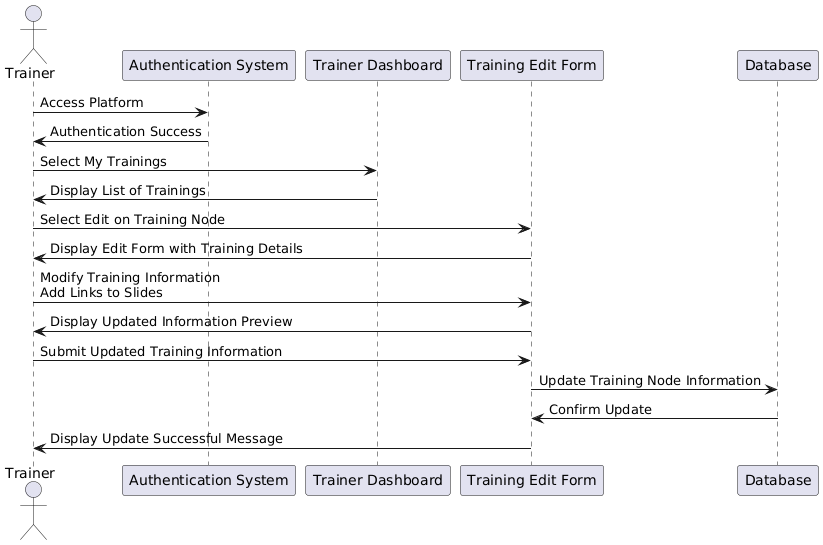 Trainer
Authentication System
Trainer Dashboard
Training Edit Form
Database
Access Platform
Authentication Success
Select My Trainings
Display List of Trainings
Select Edit on Training Node
Display Edit Form with Training Details
Modify Training Information
Add Links to Slides
Display Updated Information Preview
Submit Updated Training Information
Update Training Node Information
Confirm Update
Display Update Successful Message
Trainer
Authentication System
Trainer Dashboard
Training Edit Form
Database